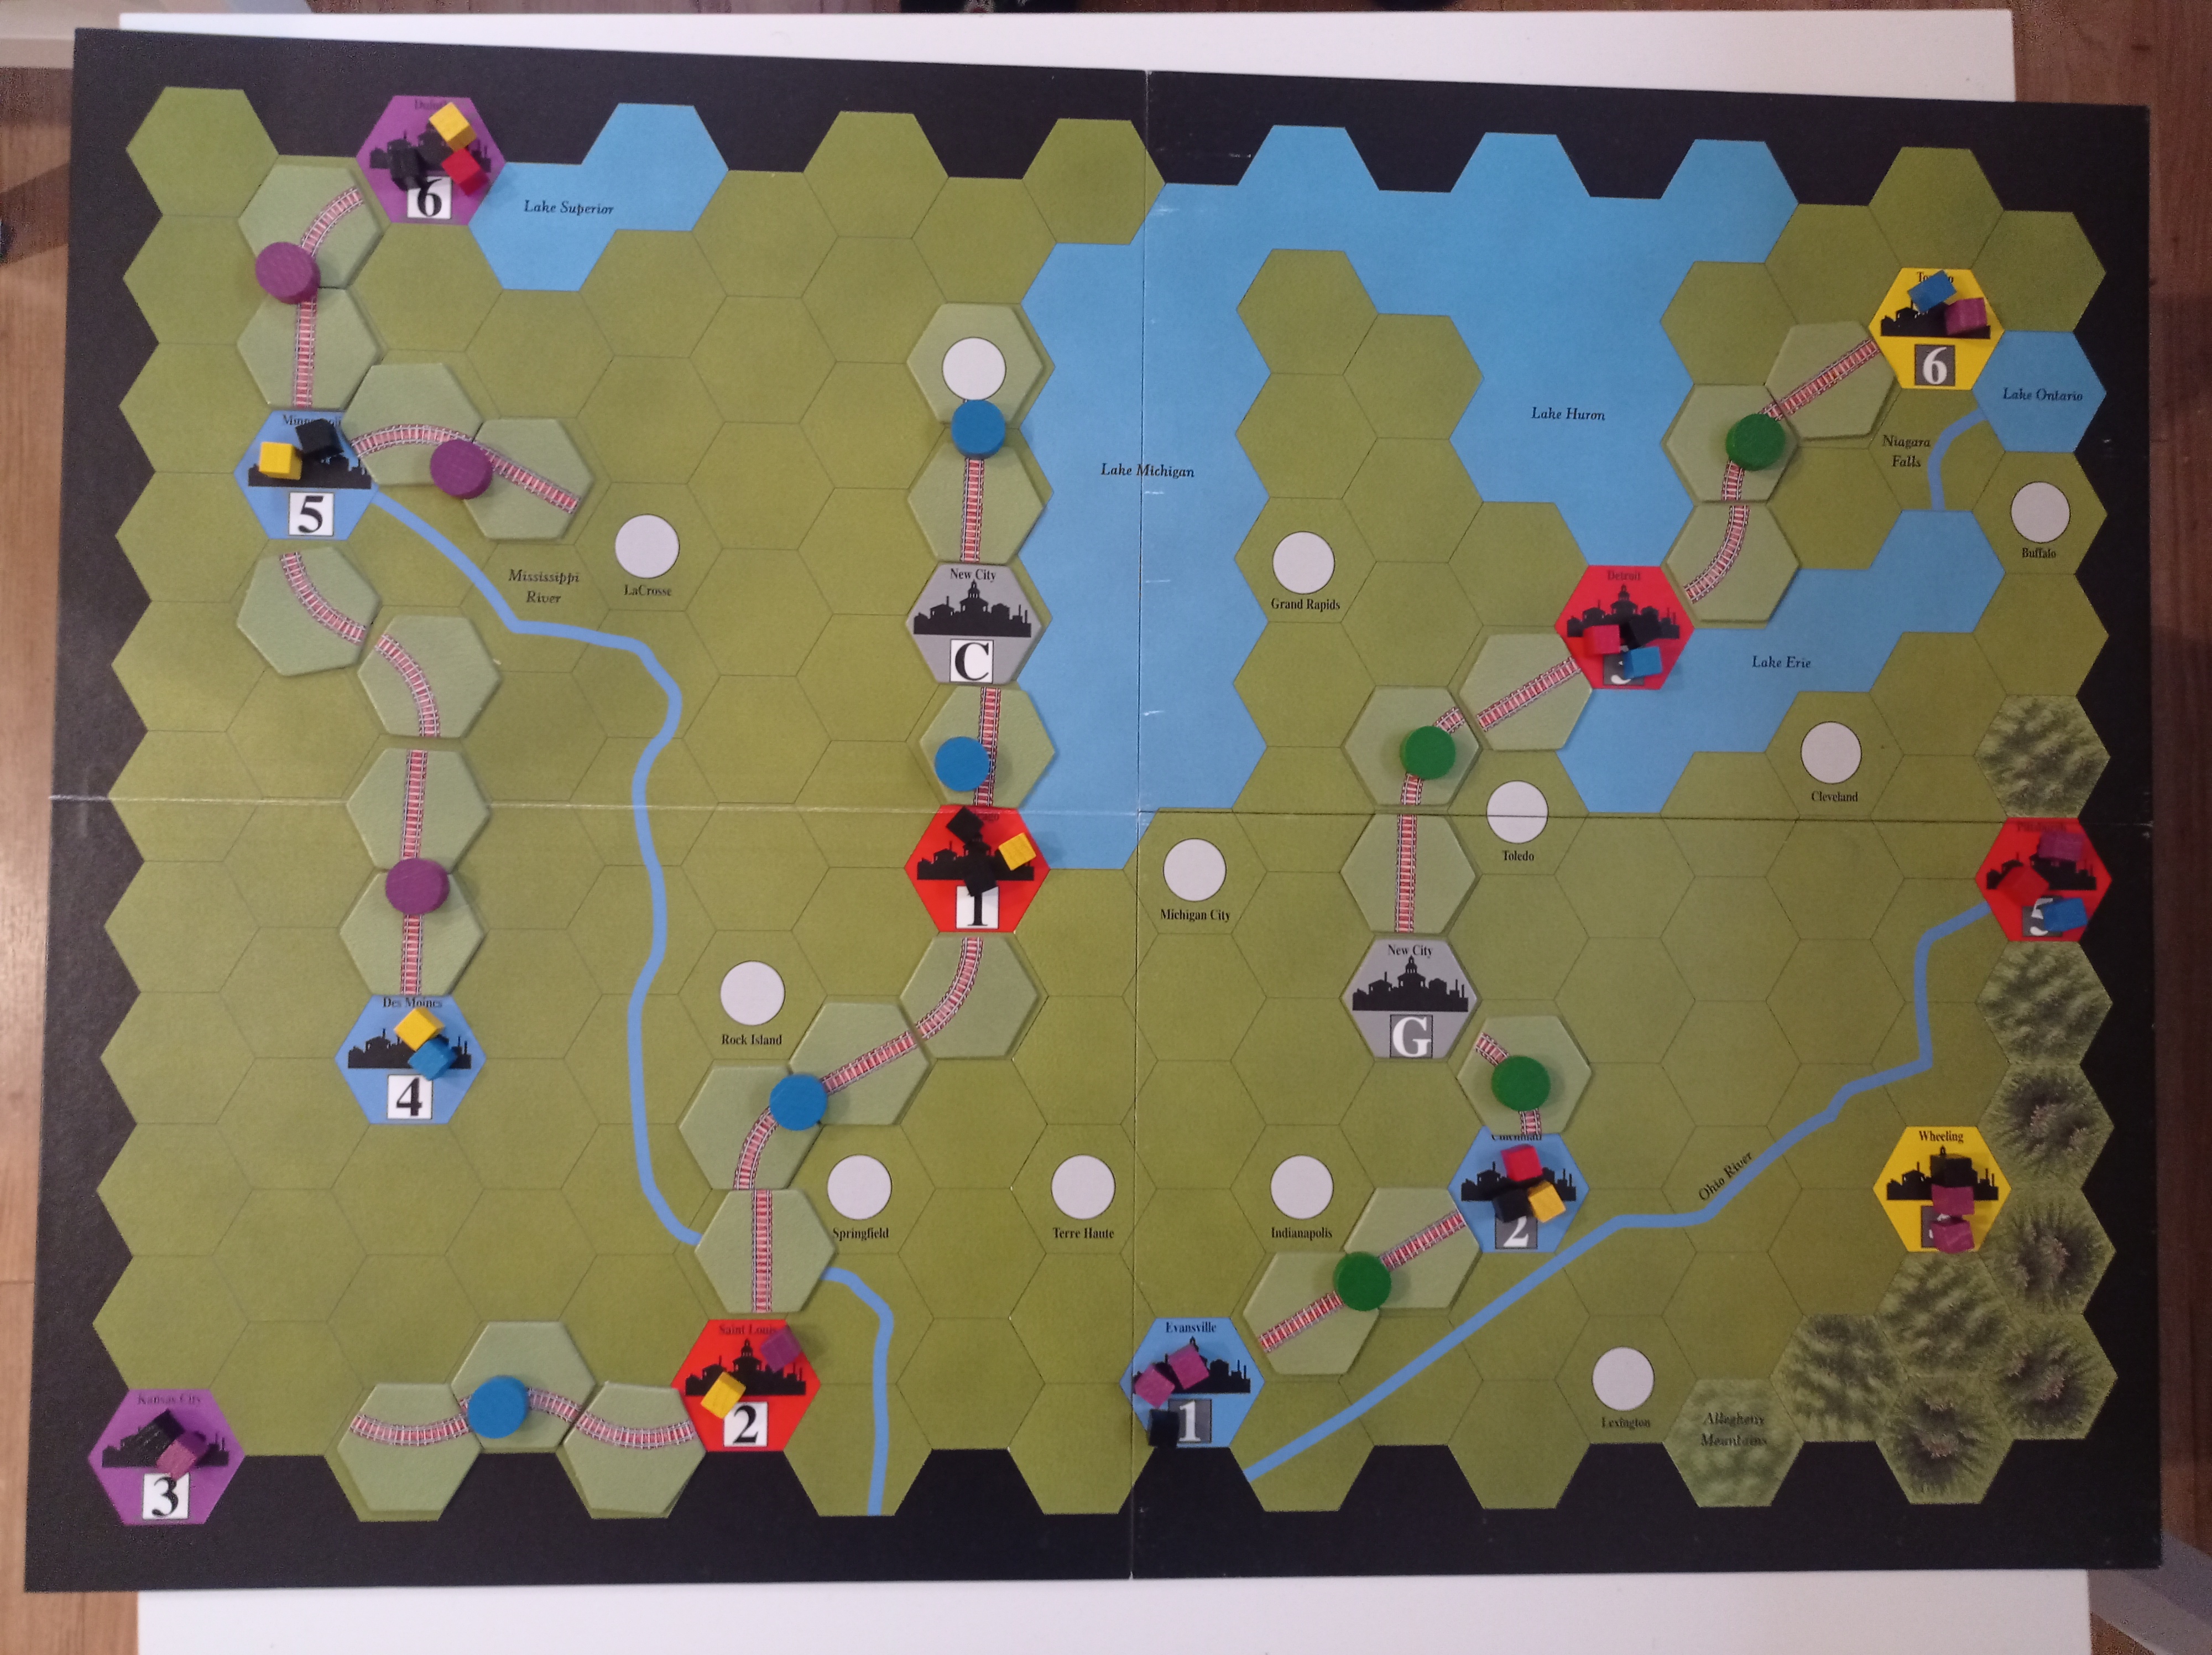 Duluth
6
Lake Superior
Toronto
6
Lake Ontario
Lake Huron
Niagara
Falls
Lake Michigan
Minneapolis
5
Buffalo
Mississippi
River
LaCrosse
Grand Rapids
New City
C
Detroit
Lake Erie
Cleveland
Toledo
1
Michigan City
Pittsburgh
5
New City
G
Rock Island
Des Moines
4
Cincinnati
2
Ohio River
Wheeling
Springfield
Terre Haute
Indianapolis
Saint Louis
2
Evansville
1
Kansas City
3
Lexington
Allegheny
Mountains